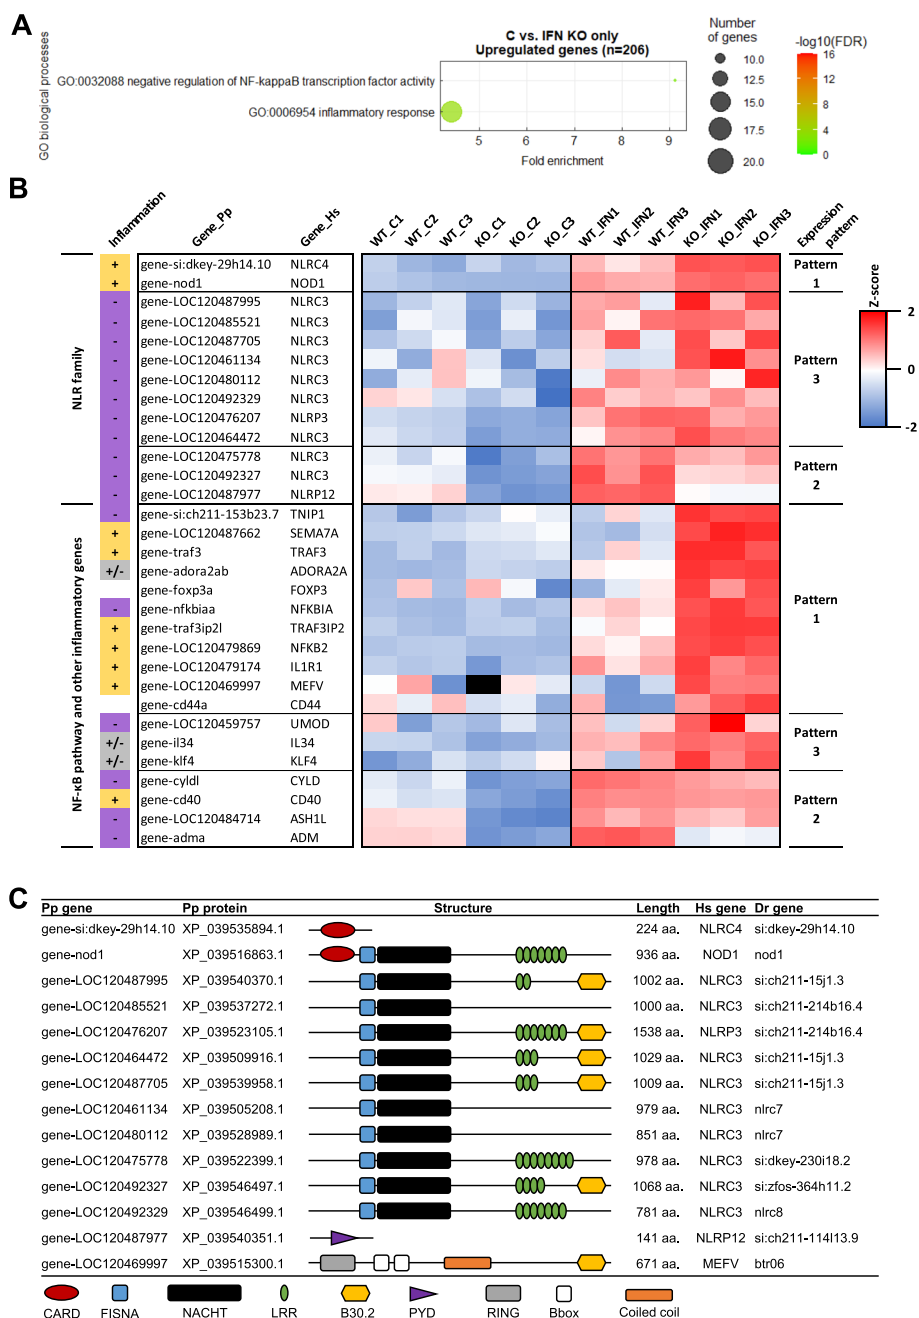 A
C vs. IFN KO only
Upregulated genes (n=206)
GO biological processes
GO:0032088 negative regulation of NF-kappaB transcription factor activity
GO:0006954 inflammatory response
5 6 7 8 9
Fold enrichment
Number
of genes
10.0
12.5
15.0
17.5
20.0
-log10(FDR)
16
12
8
4
0
B
Inflammation Gene_Pp Gene_Hs WT_C1 WT_C2 WT_C3 KO_C1 KO_C2 KO_C3 WT_IFN1 WT_IFN2 WT_IFN3 KO_IFN1 KO_IFN2 KO_IFN3 Expression pattern
NLR family
+ gene-si:dkey-29h14.10 NLRC4
+ gene-nod1 NOD1
Pattern
1
- gene-LOC120487995 NLRC3
- gene-LOC120485521 NLRC3
- gene-LOC120487705 NLRC3
- gene-LOC120461134 NLRC3
- gene-LOC120480112 NLRC3
- gene-LOC120492329 NLRC3
- gene-LOC120476207 NLRP3
- gene-LOC120464472 NLRC3
Pattern
3
- gene-LOC120475778 NLRC3
- gene-LOC120492327 NLRC3
- gene-LOC120487977 NLRP12
Pattern
2
NF-κB pathway and other inflammatory genes
- gene-si:ch211-153b23.7 TNIP1
+ gene-LOC120487662 SEMA7A
+ gene-traf3 TRAF3
+/- gene-adora2ab ADORA2A
gene-foxp3a FOXP3
- gene-nfkbiaa NFKBIA
+ gene-traf3ip2l TRAF3IP2
+ gene-LOC120479869 NFKB2
+ gene-LOC120479174 IL1R1
+ gene-LOC120469997 MEFV
gene-cd44a CD44
Pattern
1
- gene-LOC120459757 UMOD
+/- gene-il34 IL34
+/- gene-klf4 KLF4
Pattern
3
- gene-cyldl CYLD
+ gene-cd40 CD40
- gene-LOC120484714 ASH1L
- gene-adma ADM
Pattern
2
Z-score
2
0
-2
C
Pp gene Pp protein Structure Length Hs gene Dr gene
gene-si:dkey-29h14.10 XP_039535894.1 224 aa. NLRC4 si:dkey-29h14.10
gene-nod1 XP_039516863.1 936 aa. NOD1 nod1
gene-LOC120487995 XP_039540370.1 1002 aa. NLRC3 si:ch211-15j1.3
gene-LOC120485521 XP_039537272.1 1000 aa. NLRC3 si:ch211-214b16.4
gene-LOC120476207 XP_039523105.1 1538 aa. NLRP3 si:ch211-214b16.4
gene-LOC120464472 XP_039509916.1 1029 aa. NLRC3 si:ch211-15j1.3
gene-LOC120487705 XP_039539958.1 1009 aa. NLRC3 si:ch211-15j1.3
gene-LOC120461134 XP_039505208.1 979 aa. NLRC3 nlrc7
gene-LOC120480112 XP_039528989.1 851 aa. NLRC3 nlrc7
gene-LOC120475778 XP_039522399.1 978 aa. NLRC3 si:dkey-230i18.2
gene-LOC120492327 XP_039546497.1 1068 aa. NLRC3 si:zfos-364h11.2
gene-LOC120492329 XP_039546499.1 781 aa. NLRC3 nlrc8
gene-LOC120487977 XP_039540351.1 141 aa. NLRP12 si:ch211-114l13.9
gene-LOC120469997 XP_039515300.1 671 aa. MEFV btr06
CARD FISNA NACHT LRR B30.2 PYD RING Bbox Coiled coil